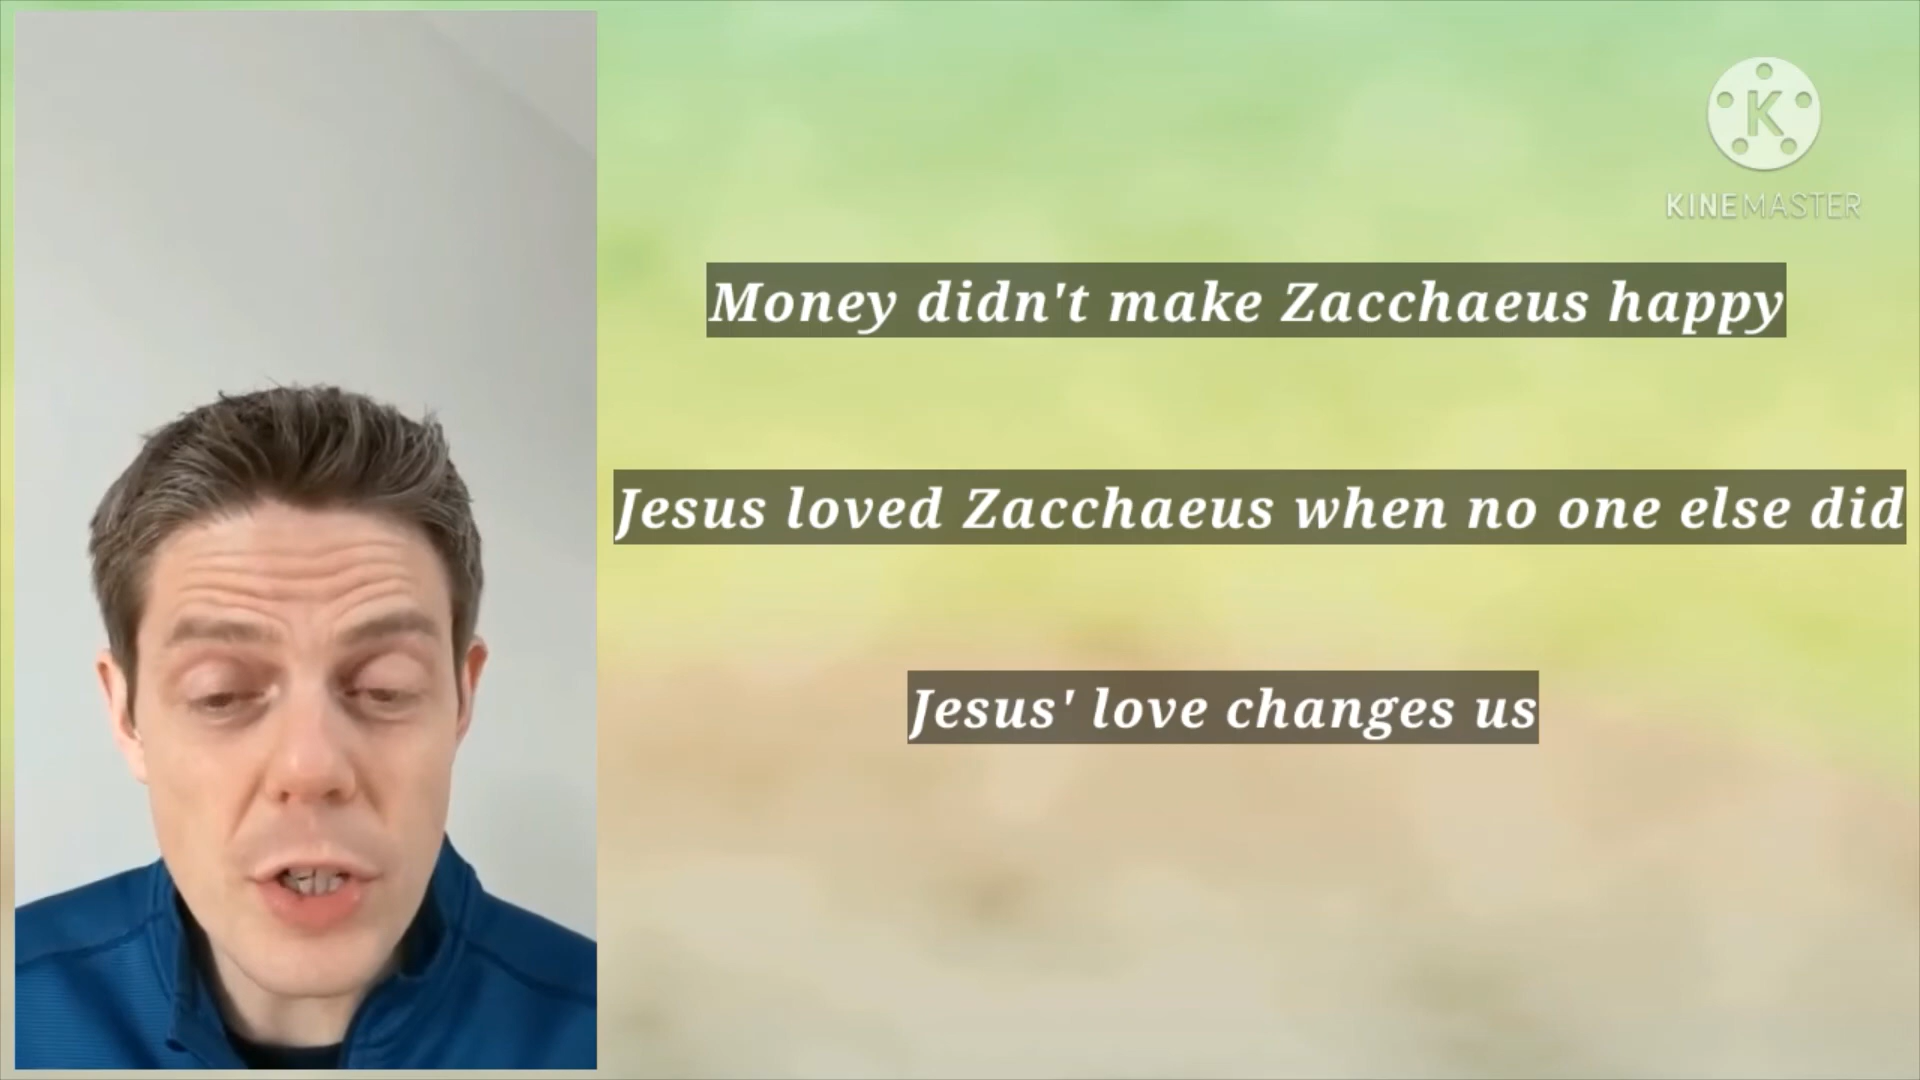 KINEMASTER
Money didn't make Zacchaeus happy
Jesus loved Zacchaeus when no one else did
Jesus' love changes us